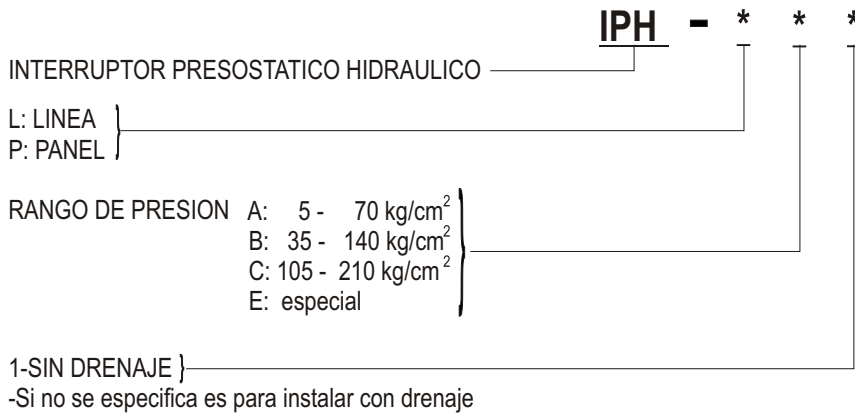 IPH - * * *
INTERRUPTOR PRESOSTATICO HIDRAULICO
L: LINEA
P: PANEL
RANGO DE PRESION A: 5 - 70 kg/cm²
B: 35 - 140 kg/cm²
C: 105 - 210 kg/cm²
E: especial
1-SIN DRENAJE
-Si no se especifica es para instalar con drenaje